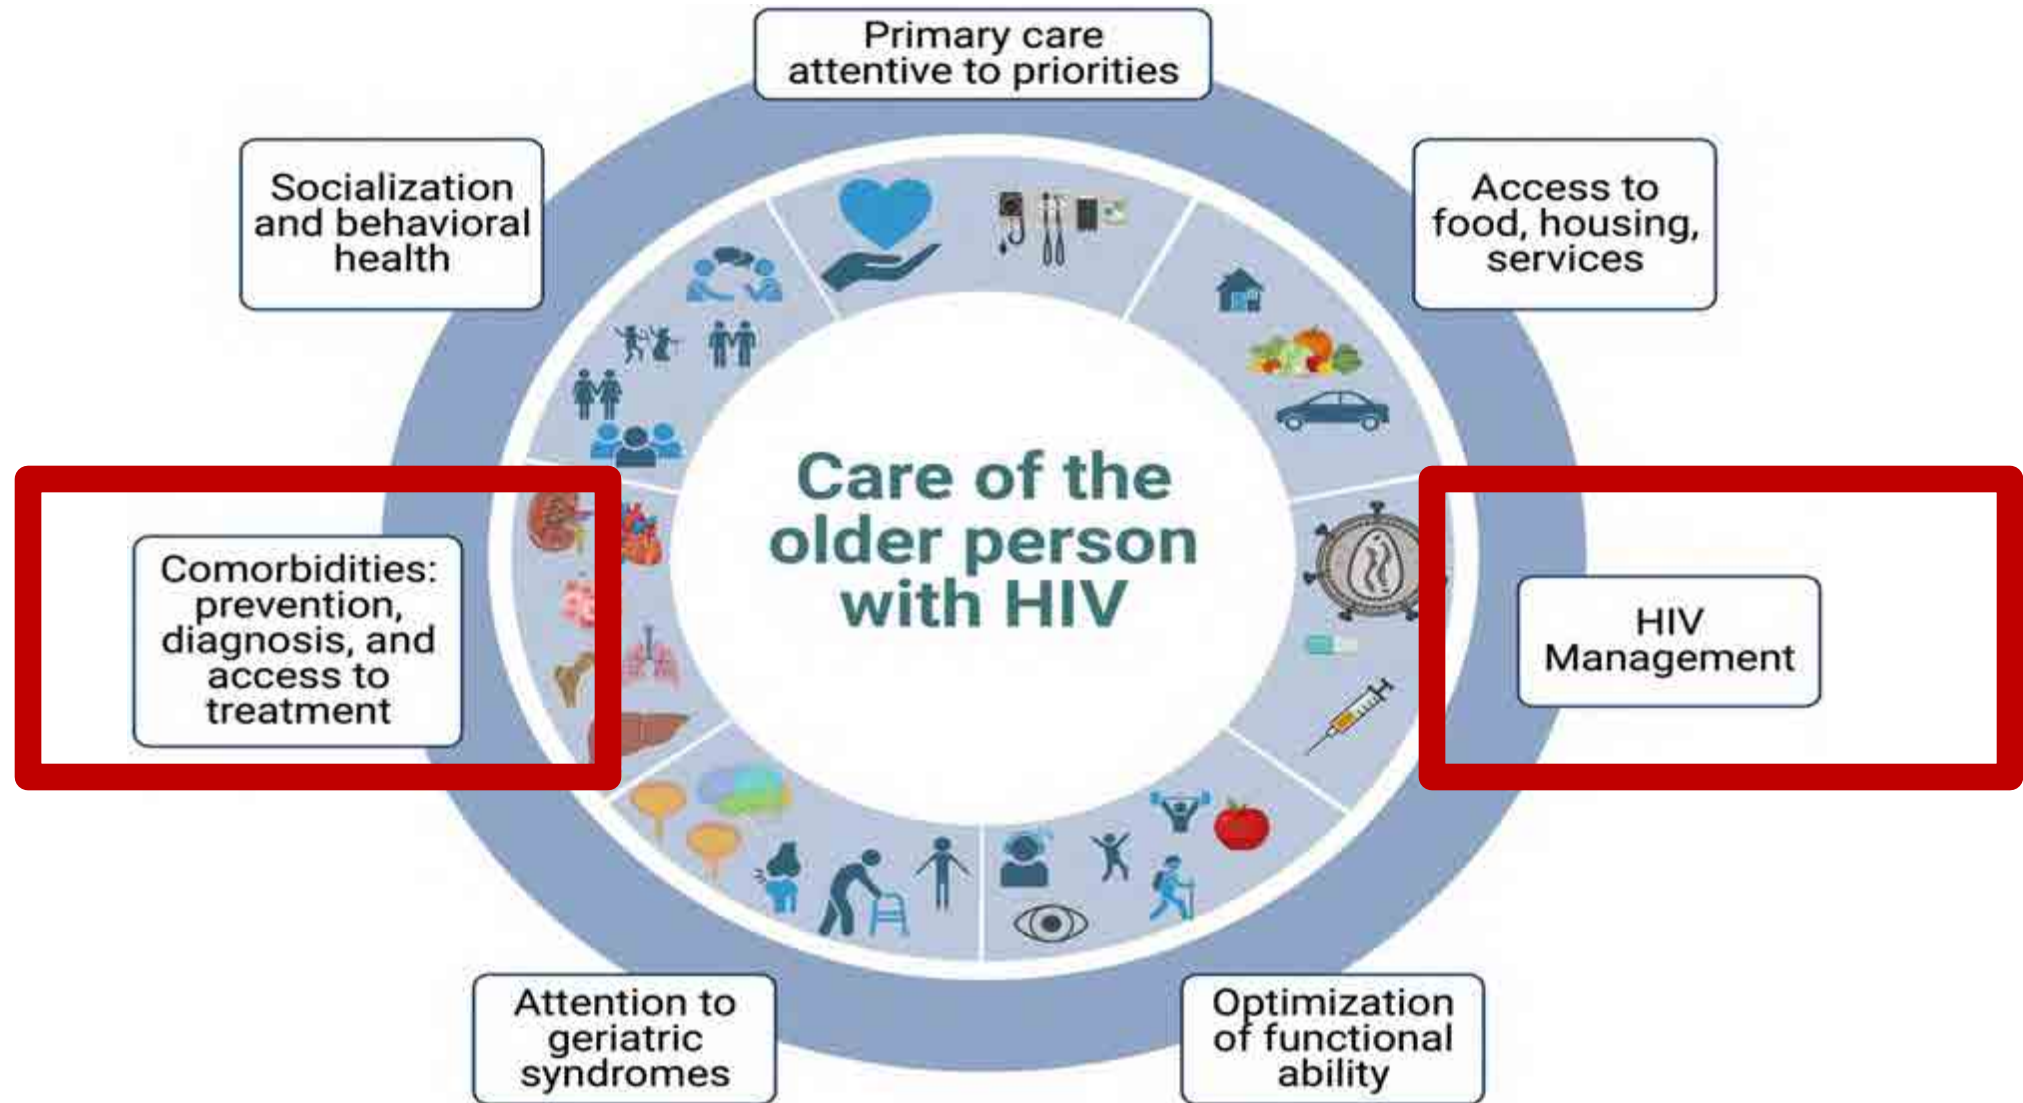 Primary care
attentive to priorities
Socialization
and behavioral
health
Access to
food, housing,
services
Care of the
older person
with HIV
Comorbidities:
prevention,
diagnosis, and
access to
treatment
HIV
Management
Attention to
geriatric
syndromes
Optimization
of functional
ability